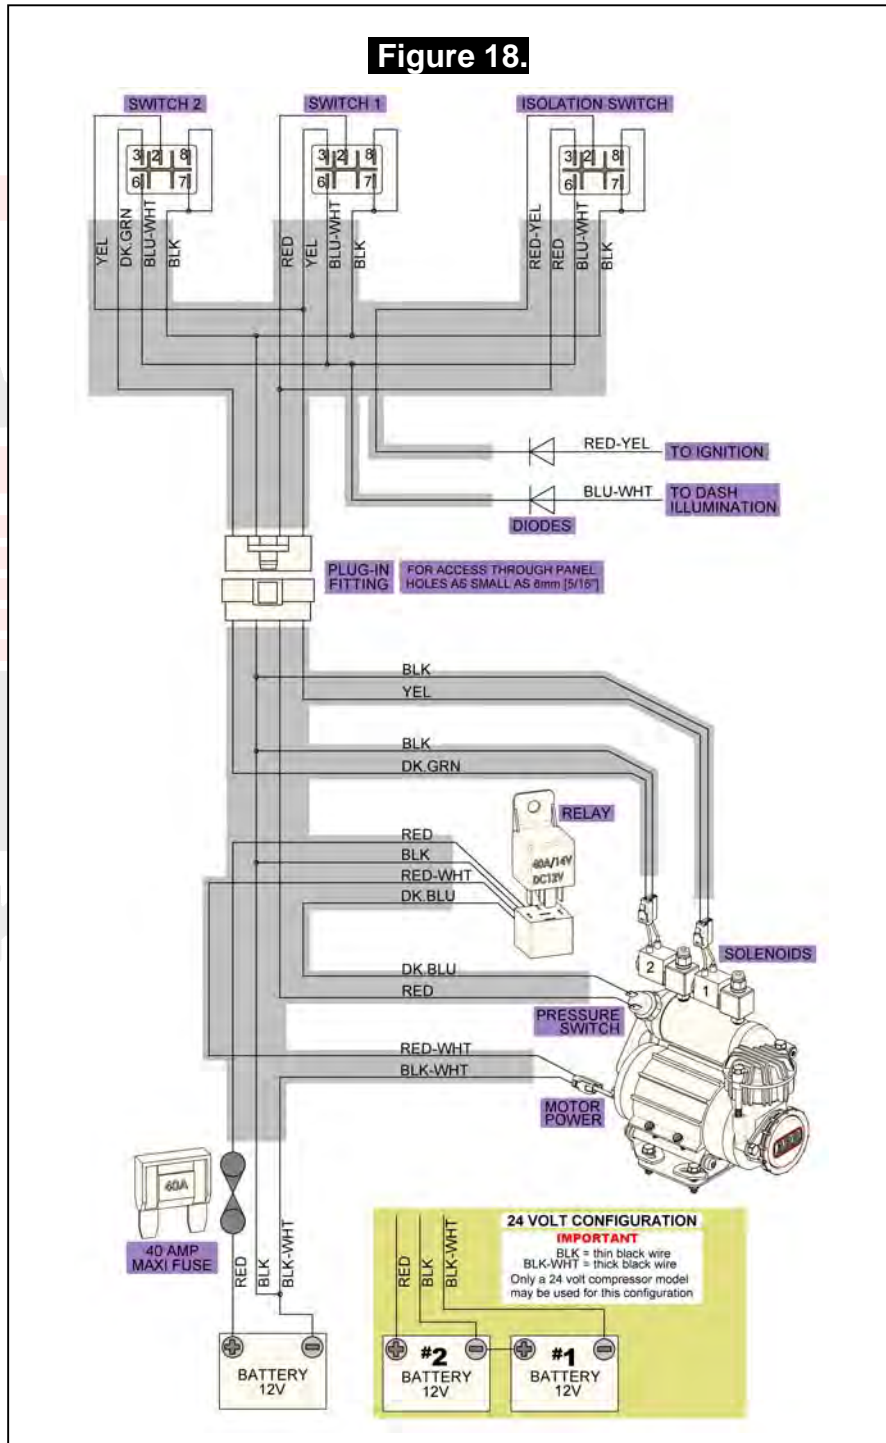 Figure 18.
SWITCH 2
SWITCH 1
ISOLATION SWITCH
3 2 8
6 7
3 2 8
6 7
3 2 8
6 7
YEL
DK.GRN
BLU-WHT
BLK
RED
YEL
BLU-WHT
BLK
RED-YEL
RED
BLU-WHT
BLK
RED-YEL
TO IGNITION
BLU-WHT
TO DASH
ILLUMINATION
DIODES
PLUG-IN
FITTING
FOR ACCESS THROUGH PANEL
HOLES AS SMALL AS 8mm [5/16"]
BLK
YEL
BLK
DK.GRN
RELAY
RED
BLK
RED-WHT
DK.BLU
40A/14V
DC12V
SOLENOIDS
2
1
DK.BLU
RED
PRESSURE
SWITCH
RED-WHT
BLK-WHT
MOTOR
POWER
40A
40 AMP
MAXI FUSE
RED
BLK
BLK-WHT
BATTERY
12V
24 VOLT CONFIGURATION
IMPORTANT
BLK = thin black wire
BLK-WHT = thick black wire
Only a 24 volt compressor model
may be used for this configuration
RED
BLK
BLK-WHT
#2
BATTERY
12V
#1
BATTERY
12V